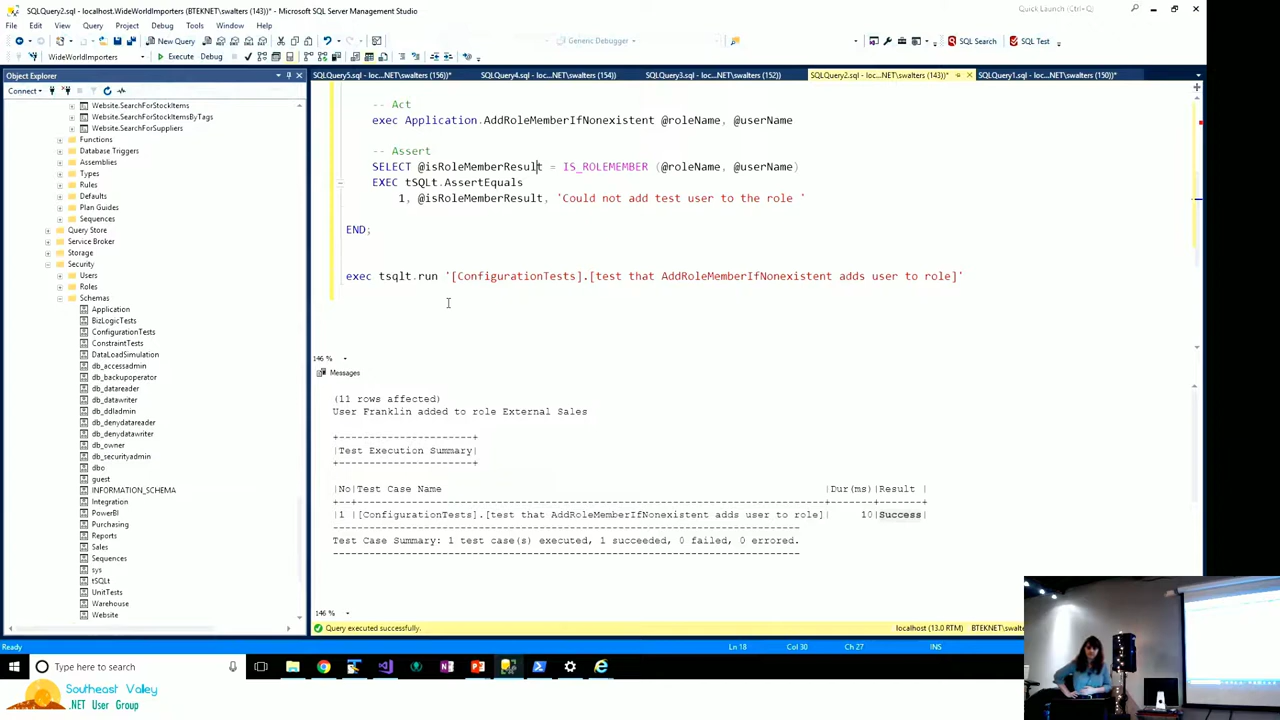 SQLQuery2.sql - localhost.WideWorldImporters (BTEKNET\swalters (143))* - Microsoft SQL Server Management Studio
Quick Launch (Ctrl+Q)
File Edit View Query Project Debug Tools Window Help
New Query
Generic Debugger
SQL Search
SQL Test
WideWorldImporters
Execute
Debug
Object Explorer
Connect
Website.SearchForStockItems
Website.SearchForStockItemsByTags
Website.SearchForSuppliers
Functions
Database Triggers
Assemblies
Types
Rules
Defaults
Plan Guides
Sequences
Query Store
Service Broker
Storage
Security
Users
Roles
Schemas
Application
BizLogicTests
ConfigurationTests
ConstraintTests
DataLoadSimulation
db_accessadmin
db_backupoperator
db_datareader
db_datawriter
db_ddladmin
db_denydatareader
db_denydatawriter
db_owner
db_securityadmin
dbo
guest
INFORMATION_SCHEMA
Integration
PowerBI
Purchasing
Reports
Sales
Sequences
sys
tSQLt
UnitTests
Warehouse
Website
SQLQuery5.sql - loc...NET\swalters (156))*
SQLQuery4.sql - loc...NET\swalters (154))
SQLQuery3.sql - loc...NET\swalters (152))
SQLQuery2.sql - loc...NET\swalters (143))*
SQLQuery1.sql - loc...NET\swalters (150))*
-- Act
exec Application.AddRoleMemberIfNonexistent @roleName, @userName
-- Assert
SELECT @isRoleMemberResult = IS_ROLEMEMBER (@roleName, @userName)
EXEC tSQLt.AssertEquals
1, @isRoleMemberResult, 'Could not add test user to the role '
END;
exec tsqlt.run '[ConfigurationTests].[test that AddRoleMemberIfNonexistent adds user to role]'
146 %
Messages
(11 rows affected)
User Franklin added to role External Sales
+----------------------+
|Test Execution Summary|
+----------------------+
|No|Test Case Name |Dur(ms)|Result |
|1 |[ConfigurationTests].[test that AddRoleMemberIfNonexistent adds user to role]| 10|Success|
Test Case Summary: 1 test case(s) executed, 1 succeeded, 0 failed, 0 errored.
146 %
Query executed successfully.
localhost (13.0 RTM)
BTEKNET\swalters
Ready
Ln 18
Col 30
Ch 27
INS
Type here to search
Southeast Valley
.NET User Group